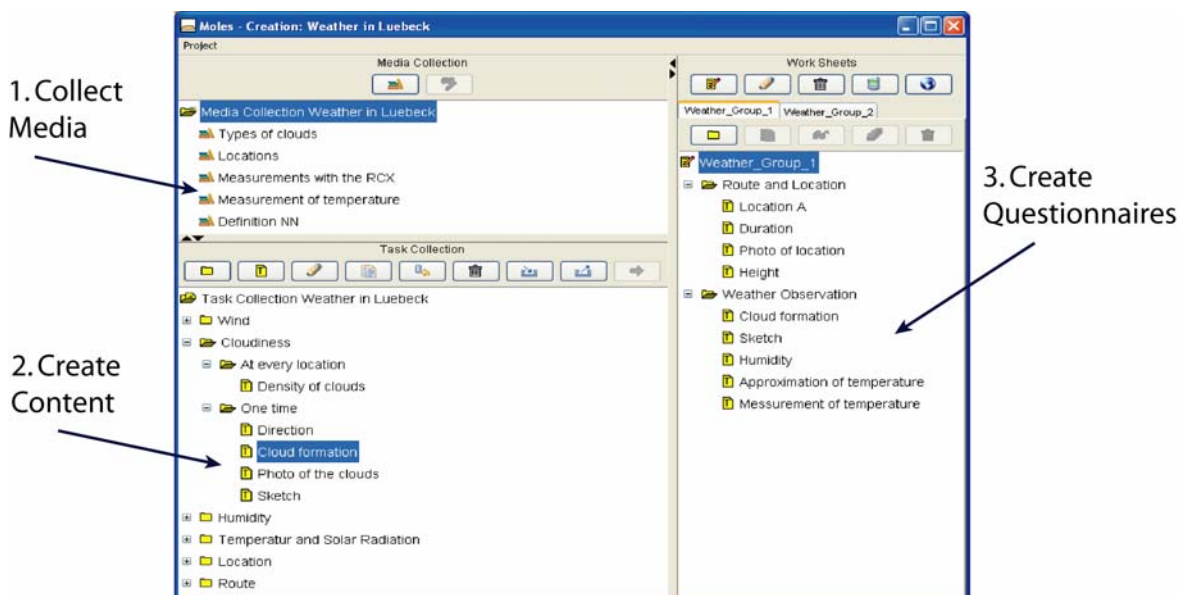 Moles - Creation: Weather in Luebeck
Project
Media Collection
Media Collection Weather in Luebeck
Types of clouds
Locations
Measurements with the RCX
Measurement of temperature
Definition NN
Task Collection
Task Collection Weather in Luebeck
Wind
Cloudiness
At every location
Density of clouds
One time
Direction
Cloud formation
Photo of the clouds
Sketch
Humidity
Temperatur and Solar Radiation
Location
Route
Work Sheets
Weather_Group_1 Weather_Group_2
Weather_Group_1
Route and Location
Location A
Duration
Photo of location
Height
Weather Observation
Cloud formation
Sketch
Humidity
Approximation of temperature
Messurement of temperature
1. Collect
Media
2. Create
Content
3. Create
Questionnaires